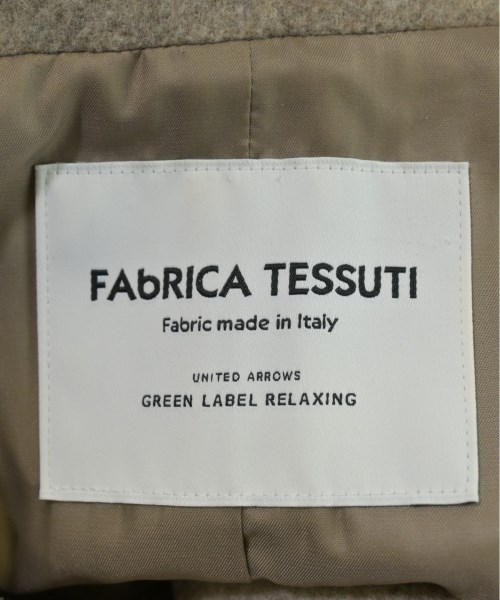 FAbRICA TESSUTI
Fabric made in Italy
UNITED ARROWS
GREEN LABEL RELAXING